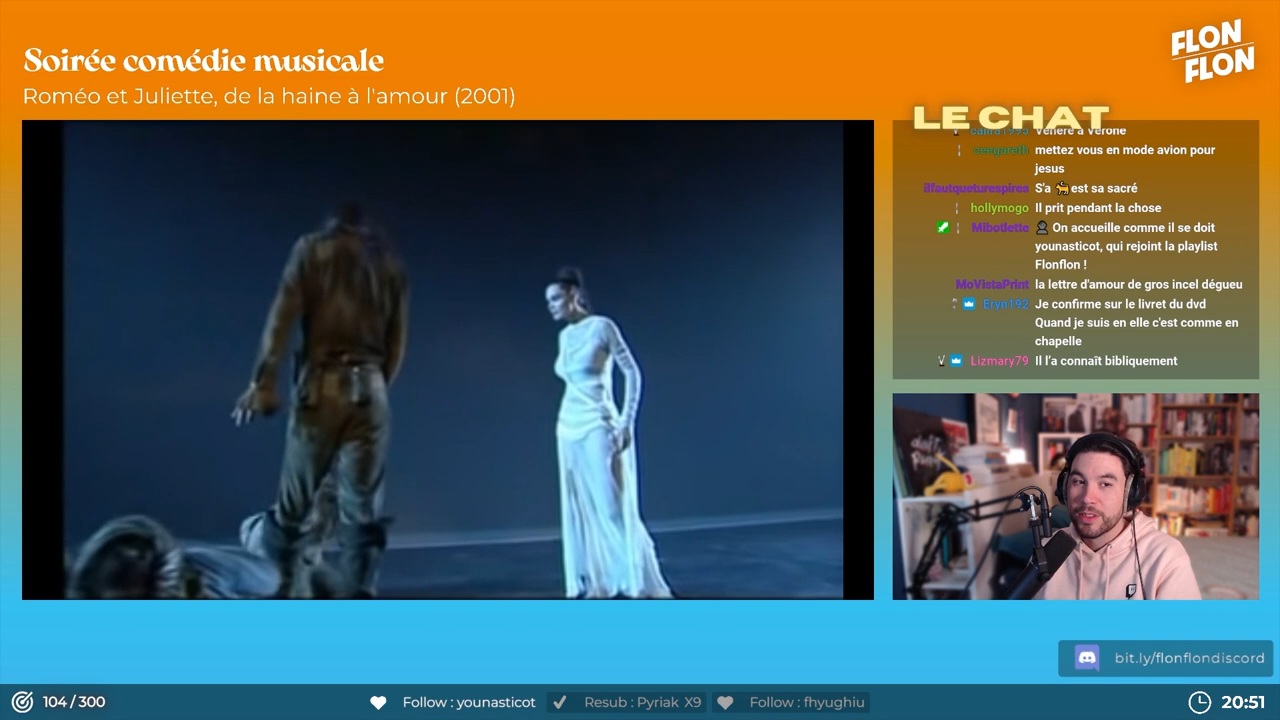 Soirée comédie musicale
Roméo et Juliette, de la haine à l'amour (2001)
FLON
FLON
LE CHAT
calira1995 Vénère à Vérone
mettez vous en mode avion pour
jesus
ilfautqueturespires S'a est sa sacré
hollymogo Il prit pendant la chose
Mibotlette On accueille comme il se doit
younasticot, qui rejoint la playlist
Flonflon !
MoVistaPrint la lettre d'amour de gros incel dégueu
Eryn192 Je confirme sur le livret du dvd
Quand je suis en elle c'est comme en
chapelle
Lizmary79 Il l'a connaît bibliquement
bit.ly/flonflondiscord
104 / 300
Follow : younasticot
Resub : Pyriak X9
Follow : fhyughiu
20:51